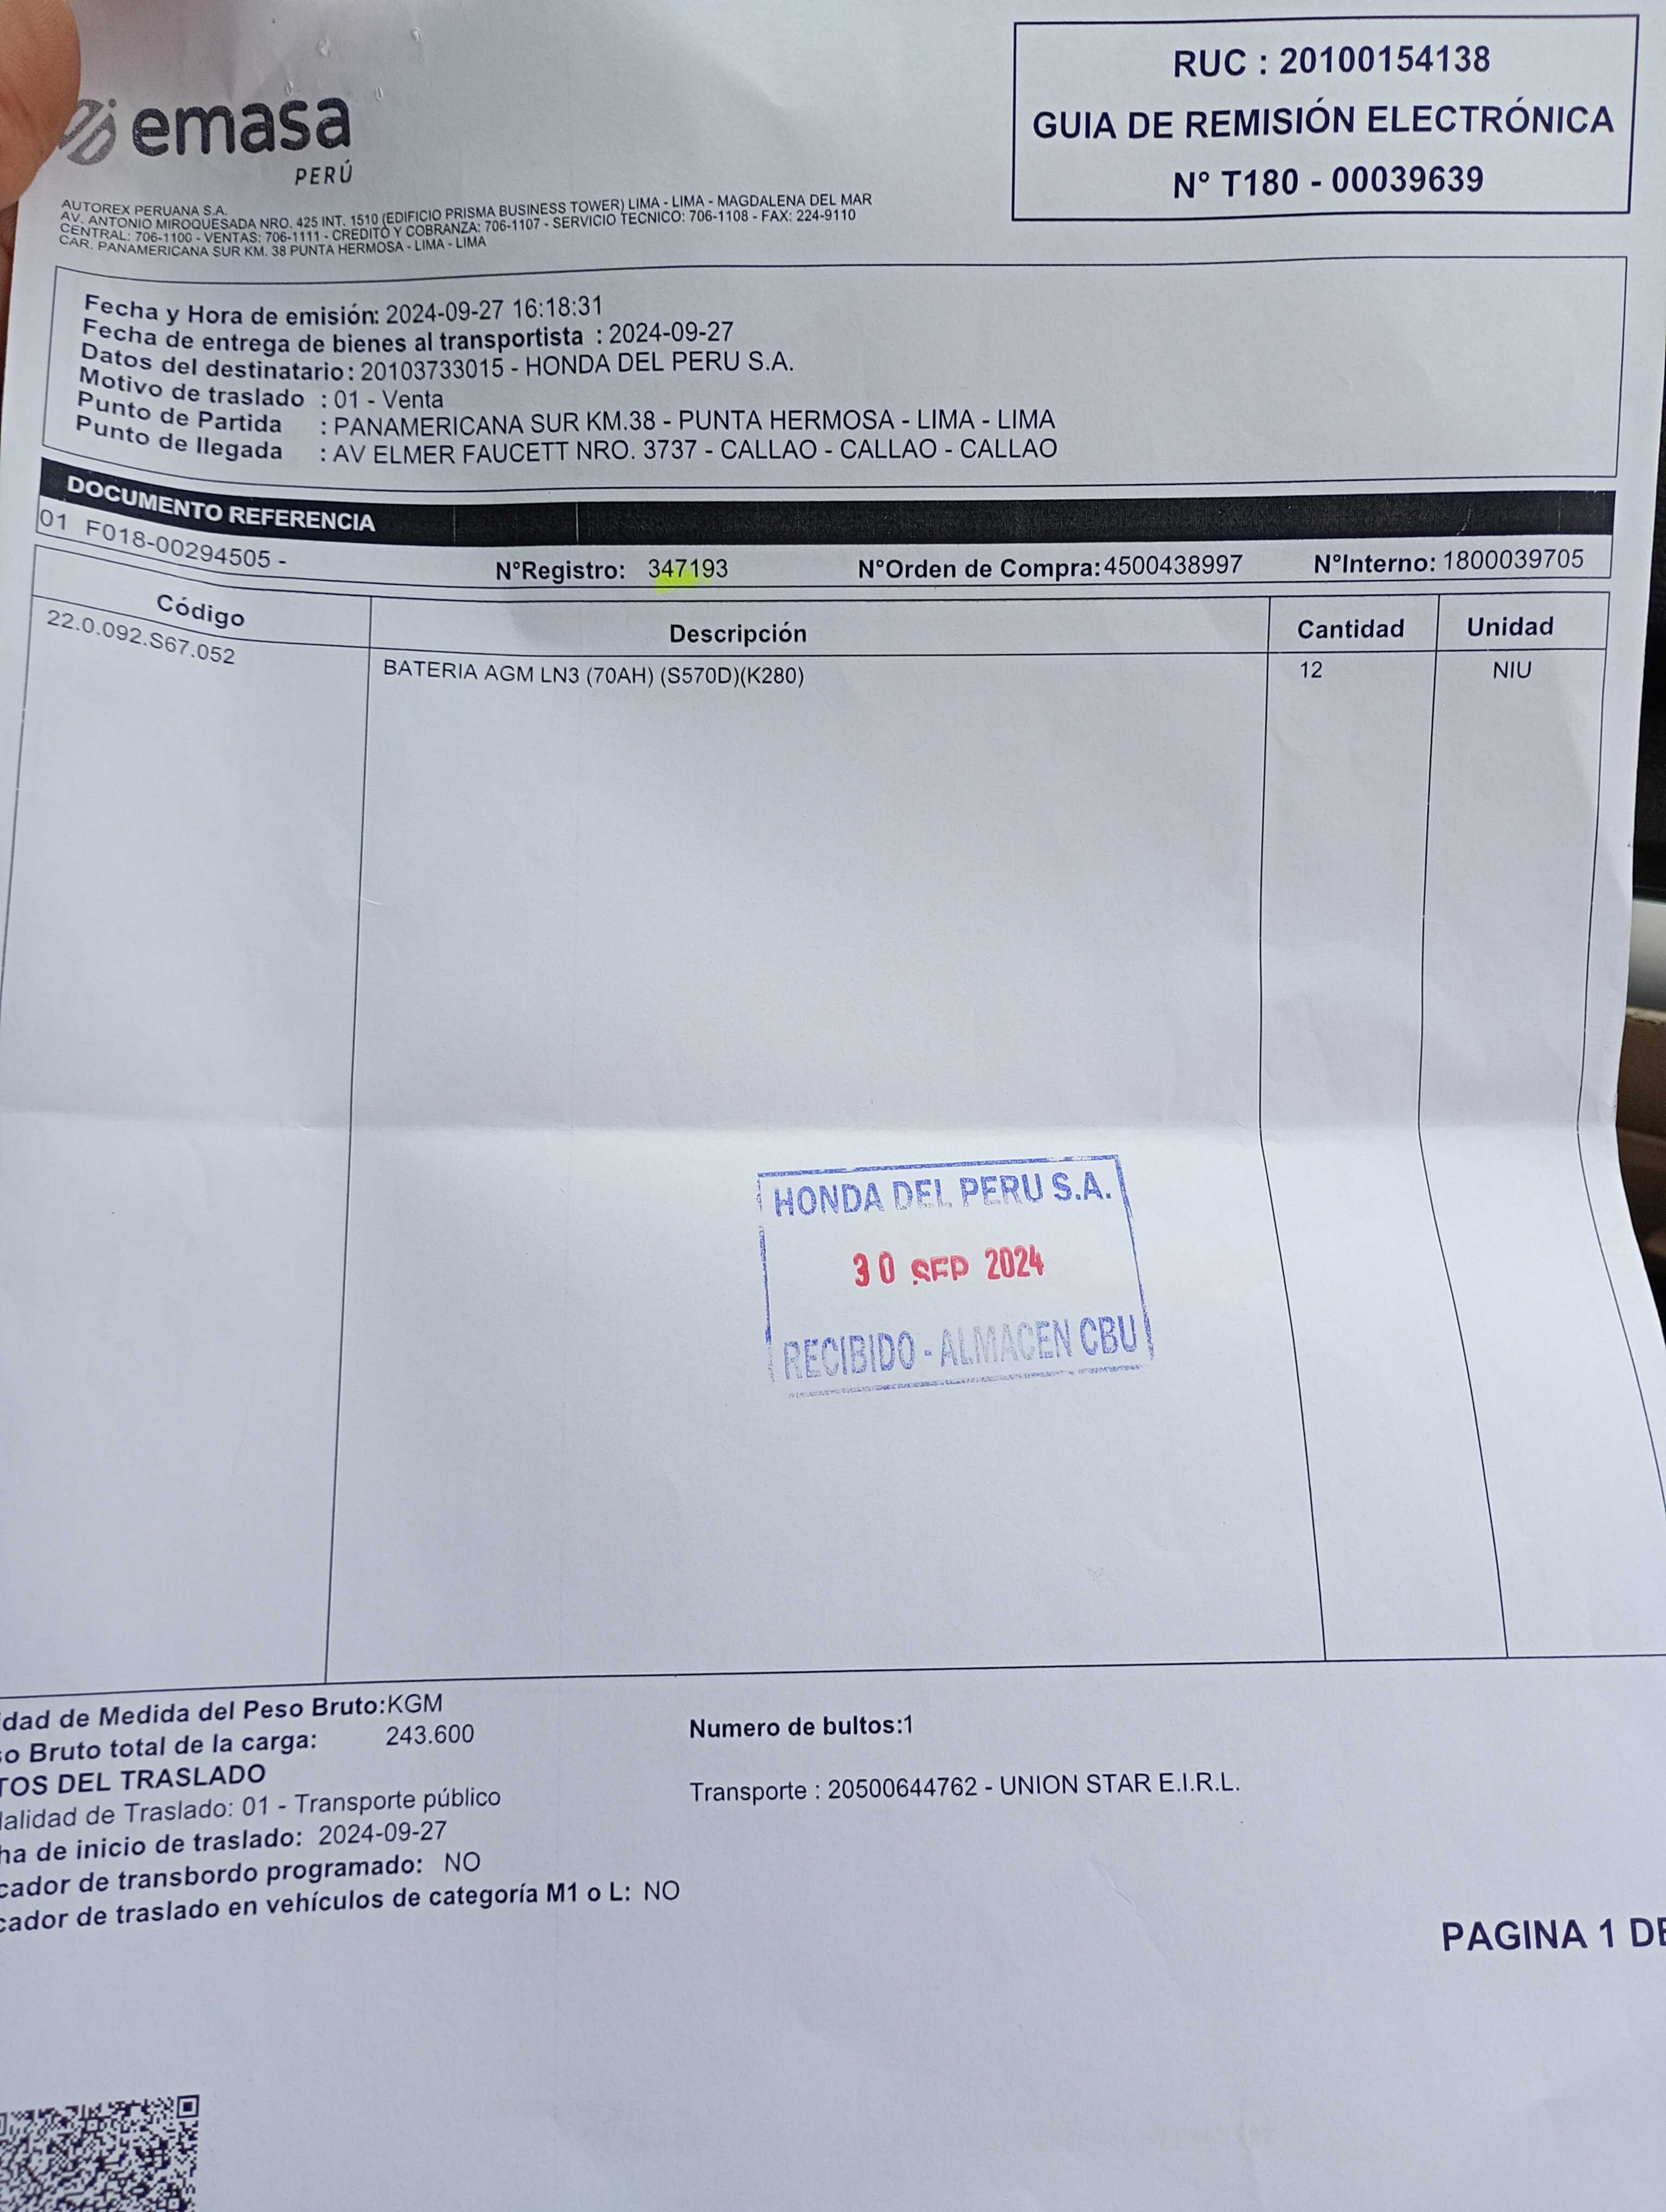 emasa
PERÚ
RUC : 20100154138
GUIA DE REMISIÓN ELECTRÓNICA
N° T180 - 00039639
AUTOREX PERUANA S.A.
AV. ANTONIO MIROQUESADA NRO. 425 INT. 1510 (EDIFICIO PRISMA BUSINESS TOWER) LIMA - LIMA - MAGDALENA DEL MAR
CENTRAL: 706-1100 - VENTAS: 706-1111 - CREDITO Y COBRANZA: 706-1107 - SERVICIO TECNICO: 706-1108 - FAX: 224-9110
CAR. PANAMERICANA SUR KM. 38 PUNTA HERMOSA - LIMA - LIMA
Fecha y Hora de emisión: 2024-09-27 16:18:31
Fecha de entrega de bienes al transportista : 2024-09-27
Datos del destinatario : 20103733015 - HONDA DEL PERU S.A.
Motivo de traslado : 01 - Venta
Punto de Partida : PANAMERICANA SUR KM.38 - PUNTA HERMOSA - LIMA - LIMA
Punto de llegada : AV ELMER FAUCETT NRO. 3737 - CALLAO - CALLAO - CALLAO
DOCUMENTO REFERENCIA
01 F018-00294505 - N°Registro: 347193 N°Orden de Compra:4500438997 N°Interno: 1800039705
Código Descripción Cantidad Unidad
22.0.092.S67.052 BATERIA AGM LN3 (70AH) (S570D)(K280) 12 NIU
HONDA DEL PERU S.A.
30 SEP 2024
RECIBIDO - ALMACEN CBU
dad de Medida del Peso Bruto:KGM
o Bruto total de la carga: 243.600 Numero de bultos:1
TOS DEL TRASLADO
alidad de Traslado: 01 - Transporte público Transporte : 20500644762 - UNION STAR E.I.R.L.
ha de inicio de traslado: 2024-09-27
cador de transbordo programado: NO
cador de traslado en vehículos de categoría M1 o L: NO
PAGINA 1 DE